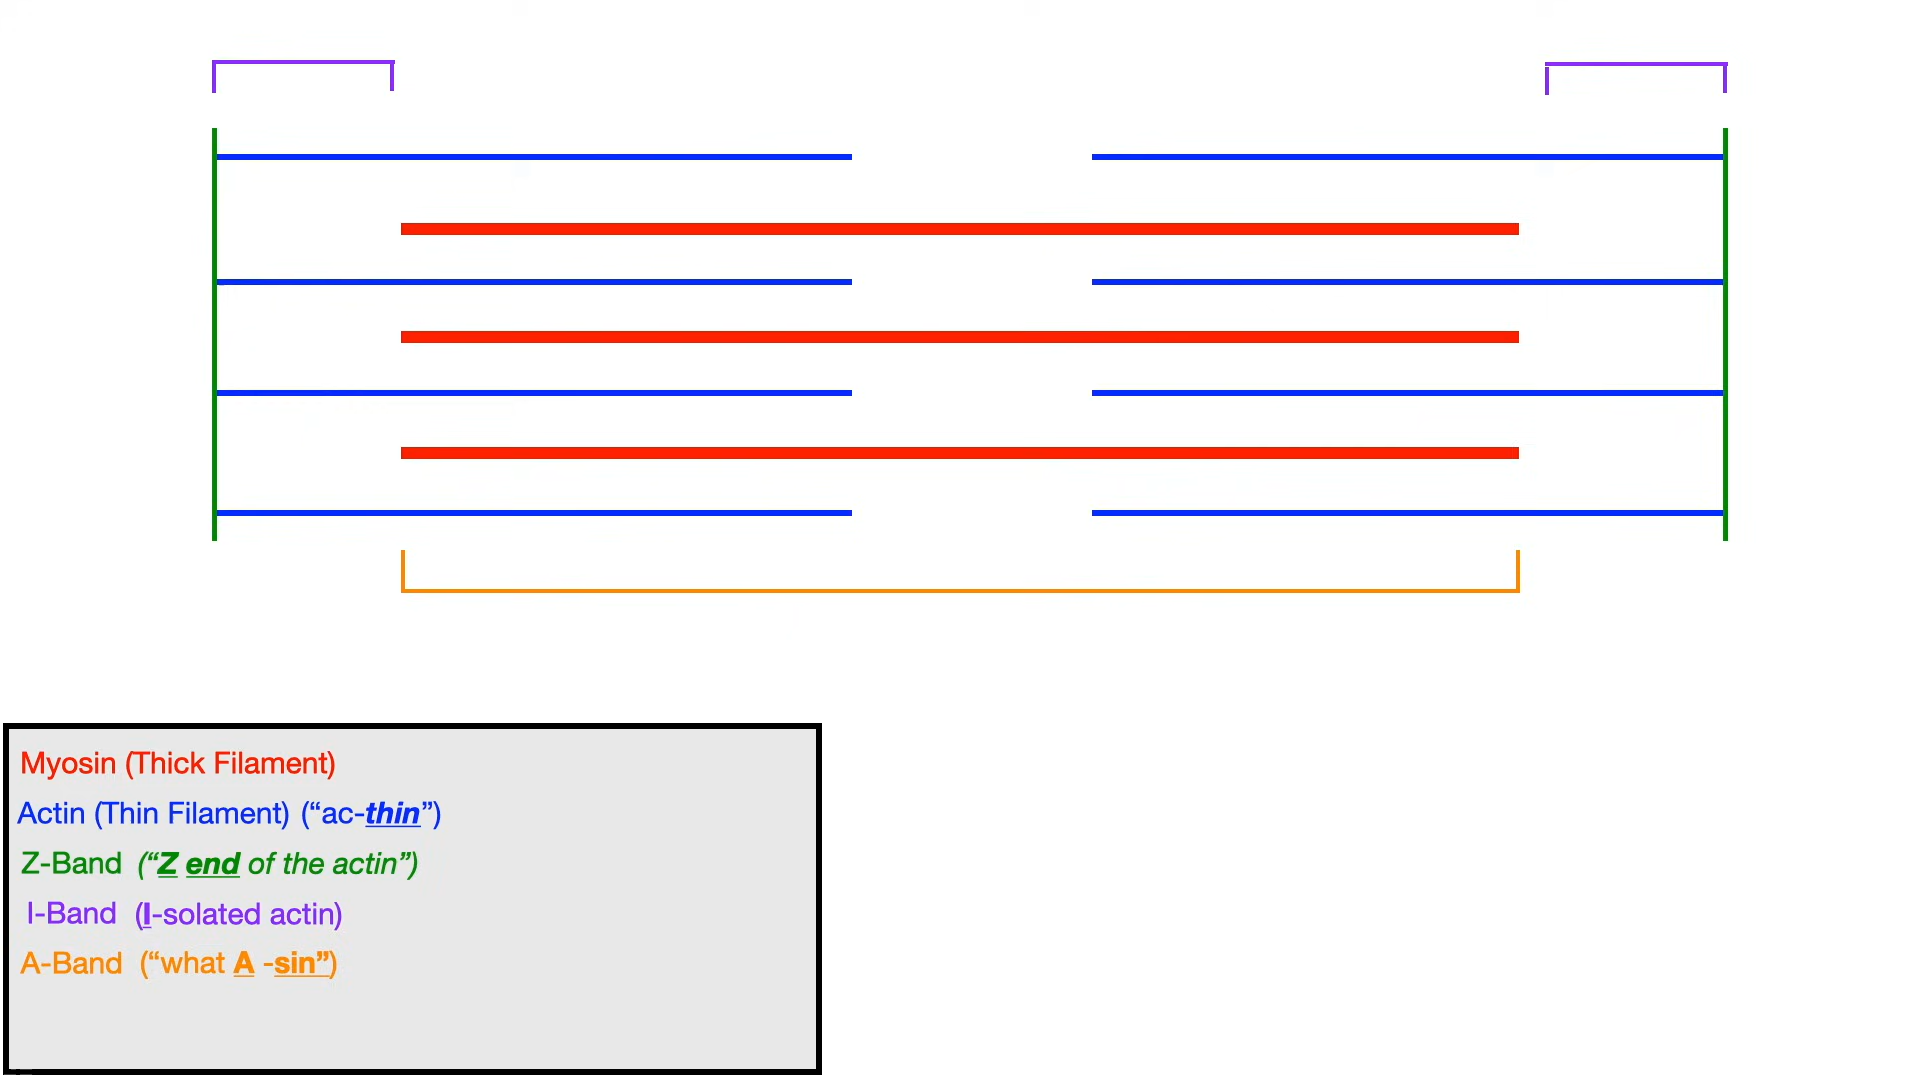 Myosin (Thick Filament)
Actin (Thin Filament) (“ac-thin”)
Z-Band (“Z end of the actin”)
I-Band (I-solated actin)
A-Band (“what A -sin”)